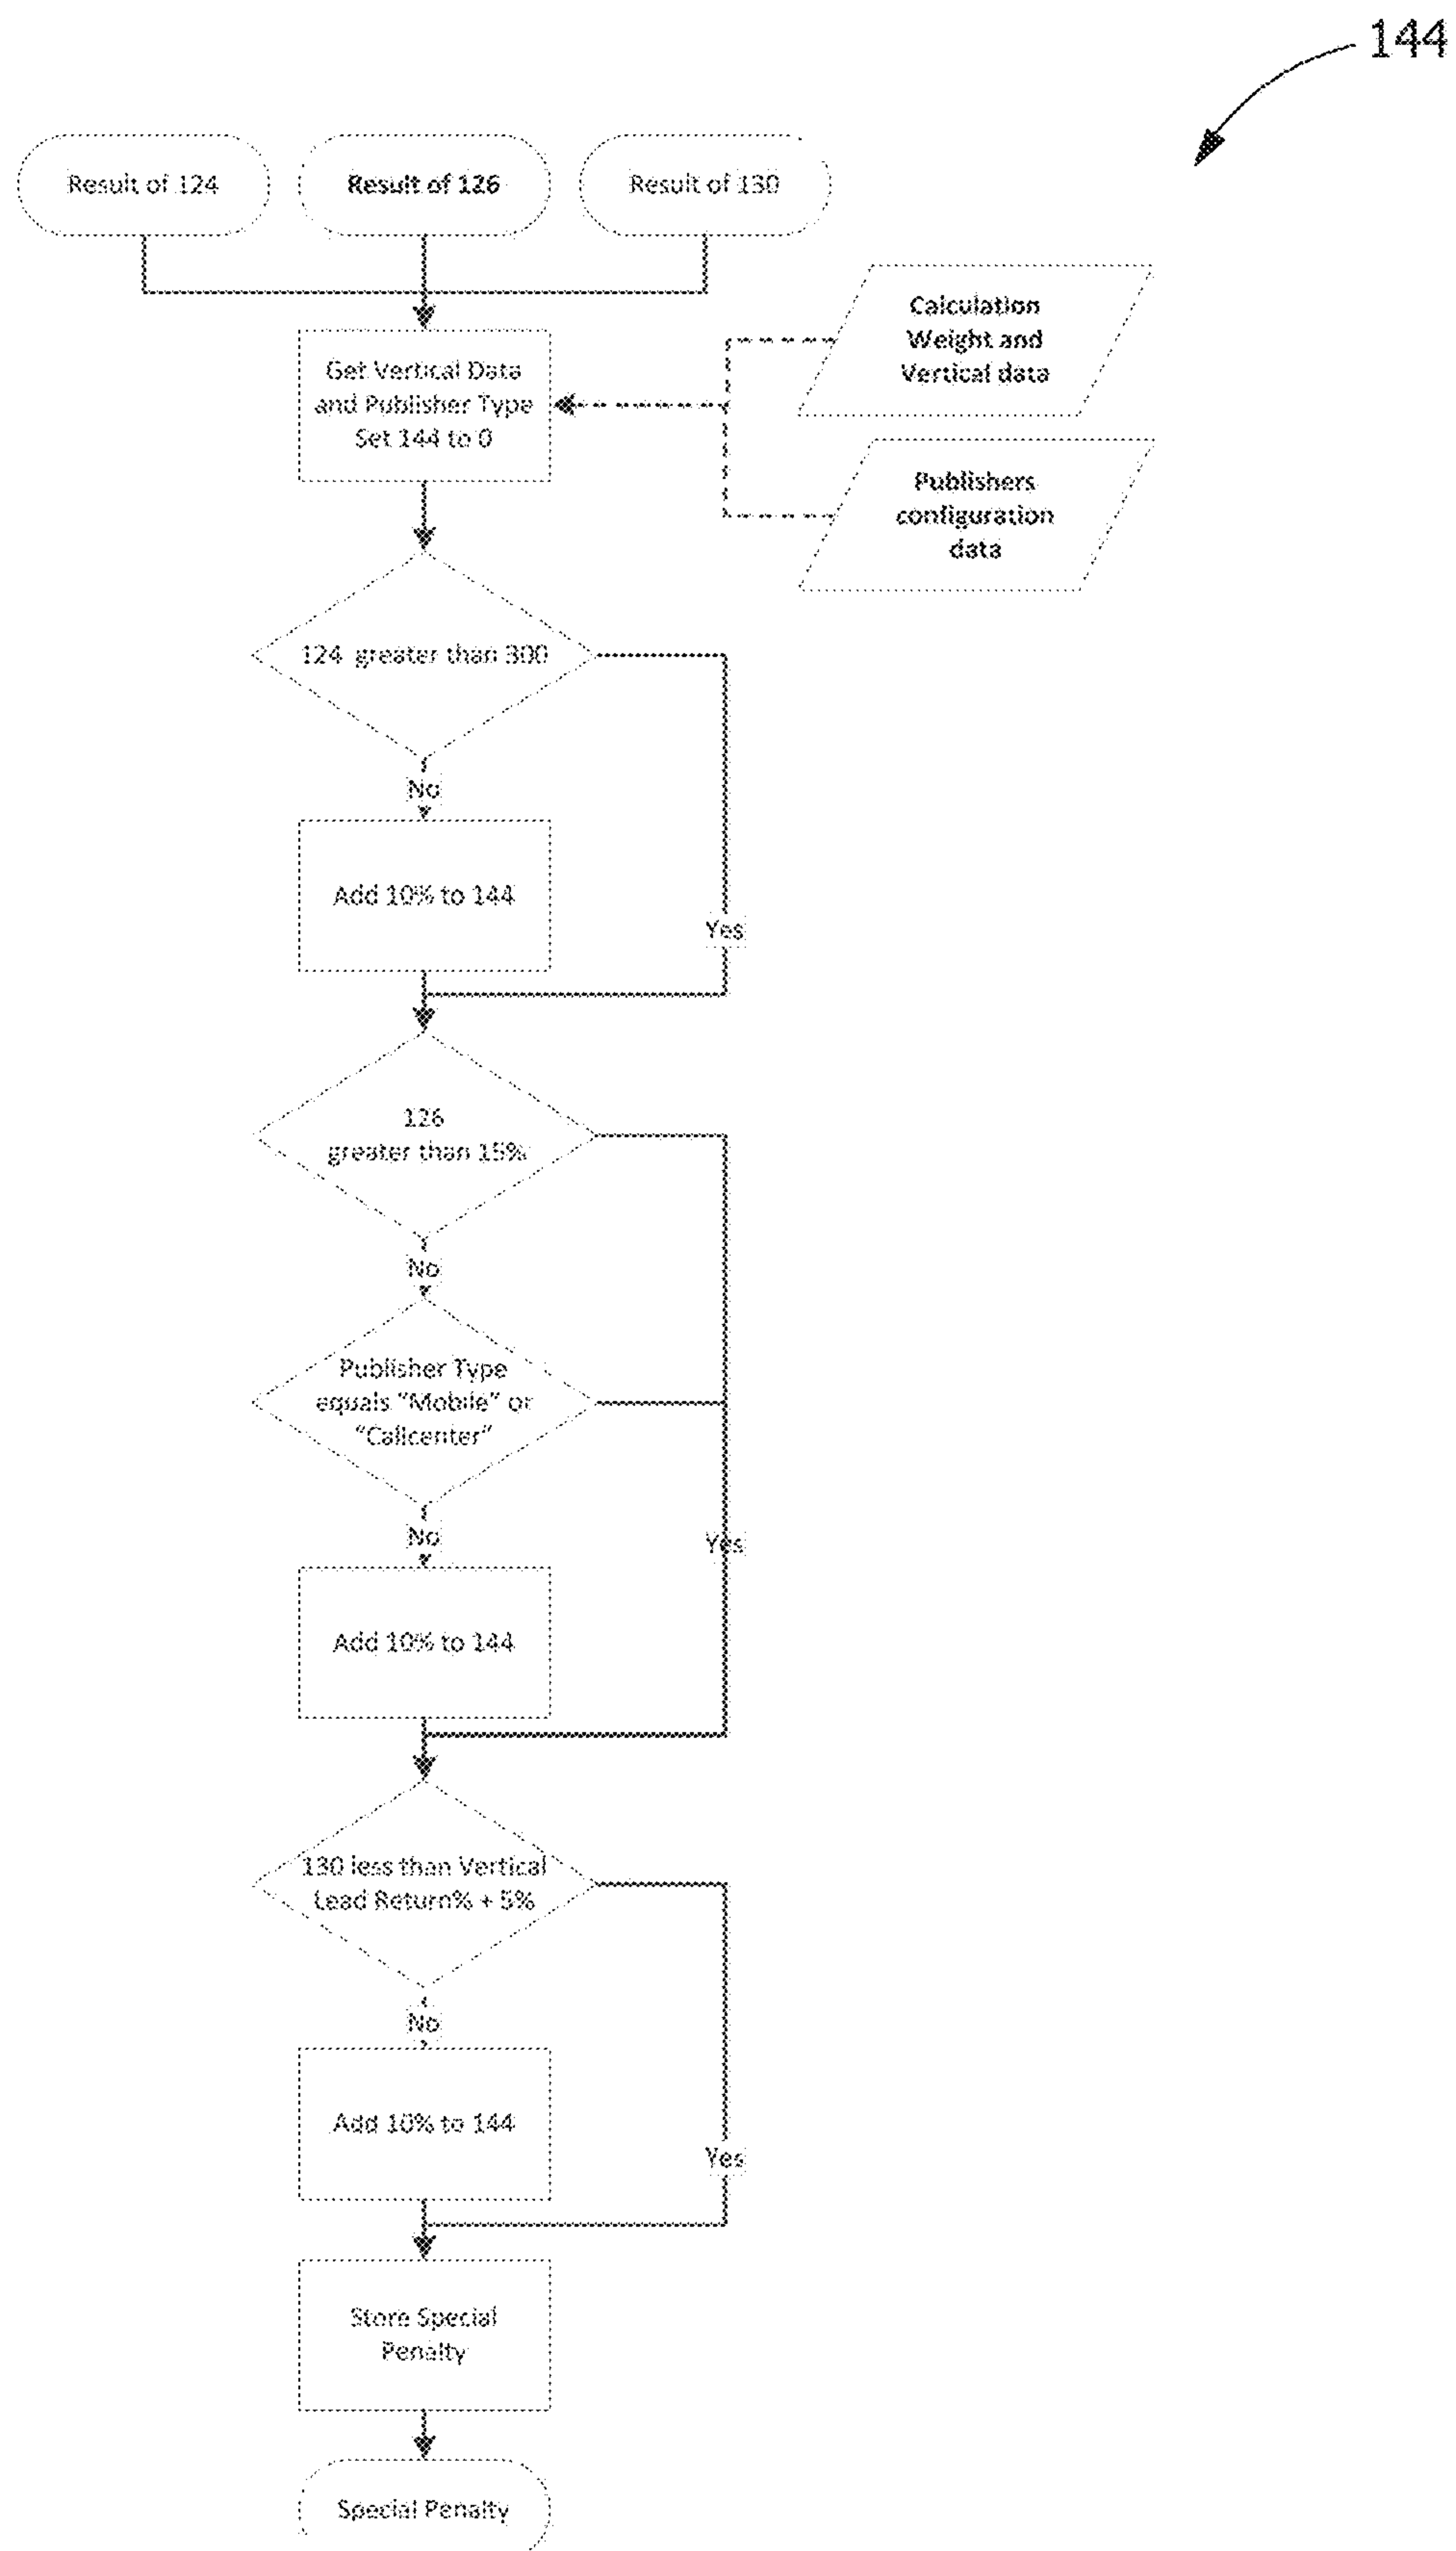 144
Result of 124
Result of 126
Result of 130
Calculation
Weight and
Vertical data
Get Vertical Data
and Publisher Type
Set 144 to 0
Publishers
configuration
data
124 greater than 300
No
Add 10% to 144
Yes
126
greater than 15%
No
Publisher Type
equals “Mobile” or
“Callcenter”
No
Yes
Add 10% to 144
130 less than Vertical
Lead Return% + 5%
No
Add 10% to 144
Yes
Store Special
Penalty
Special Penalty